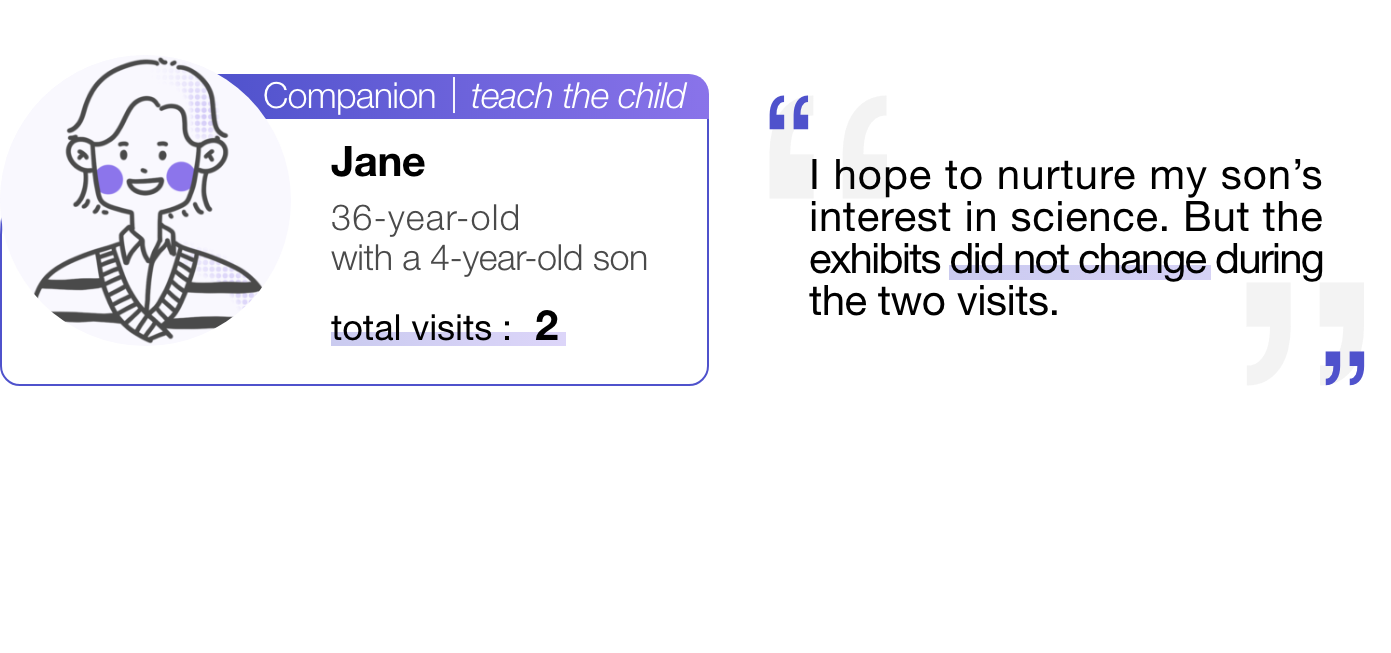 Companion | teach the child
Jane
36-year-old
with a 4-year-old son
total visits : 2
“
I hope to nurture my son’s
interest in science. But the
exhibits did not change during
the two visits.
”